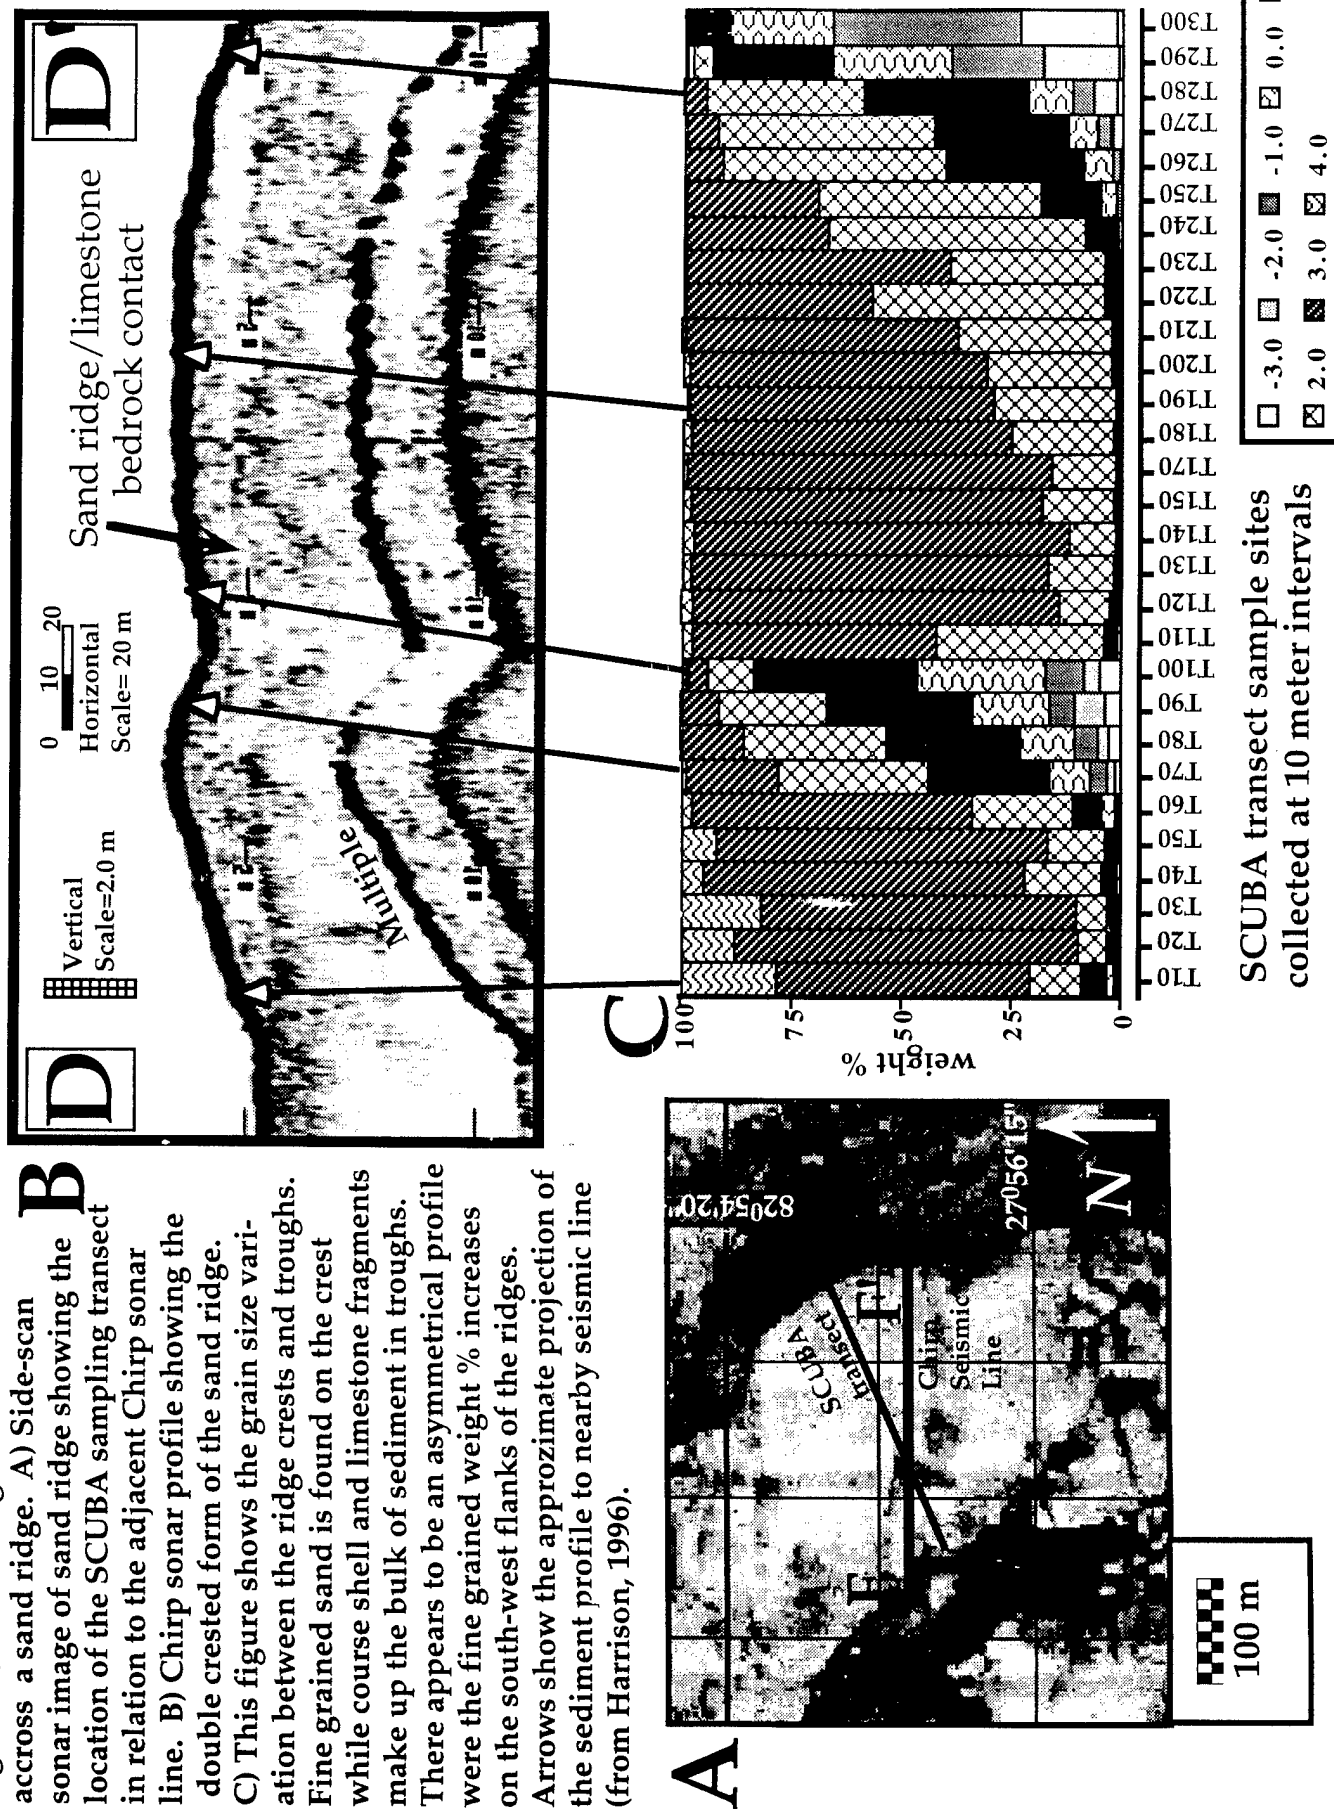 accross a sand ridge. A) Side-scan
sonar image of sand ridge showing the
location of the SCUBA sampling transect
in relation to the adjacent Chirp sonar
line. B) Chirp sonar profile showing the
double crested form of the sand ridge.
C) This figure shows the grain size vari-
ation between the ridge crests and troughs.
Fine grained sand is found on the crest
while course shell and limestone fragments
make up the bulk of sediment in troughs.
There appears to be an asymmetrical profile
were the fine grained weight % increases
on the south-west flanks of the ridges.
Arrows show the approzimate projection of
the sediment profile to nearby seismic line
(from Harrison, 1996).
B
D
D'
Vertical
Scale=2.0 m
0 10 20
Horizontal
Scale= 20 m
Sand ridge/limestone
bedrock contact
Multiple
A
82°54'20"
27°56'15"
N
SCUBA
transect
Chirp
Seismic
Line
100 m
C
weight %
100
75
50
25
0
T10
T20
T30
T40
T50
T60
T70
T80
T90
T100
T110
T120
T130
T140
T150
T170
T180
T190
T200
T210
T220
T230
T240
T250
T260
T270
T280
T290
T300
SCUBA transect sample sites
collected at 10 meter intervals
-3.0 -2.0 -1.0 0.0
2.0 3.0 4.0